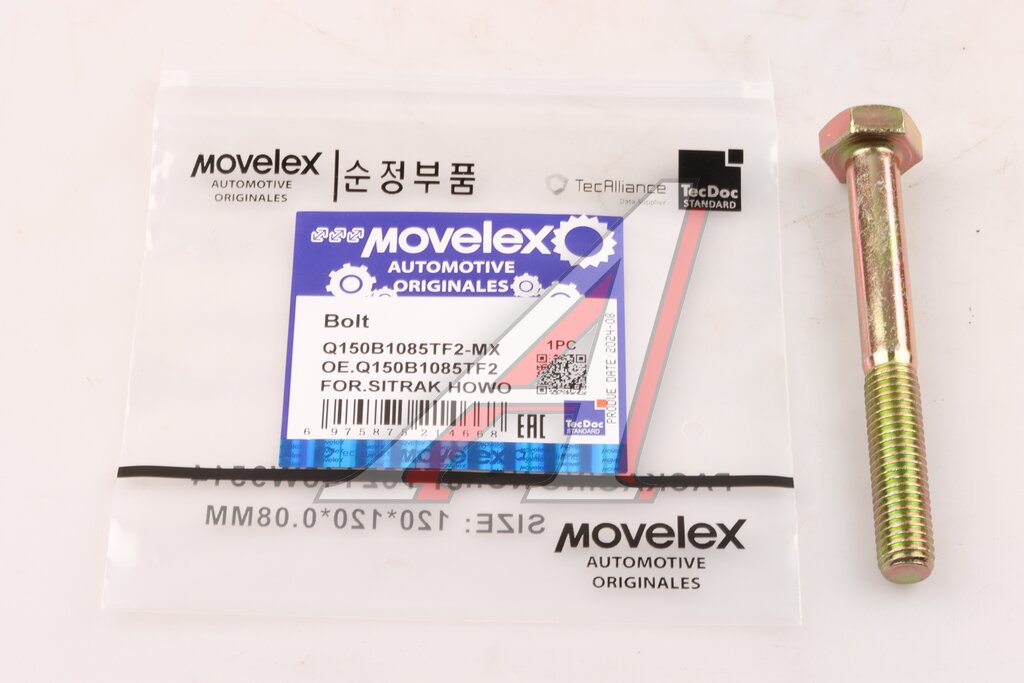 MOVELEX
AUTOMOTIVE
ORIGINALES
순정부품
TecAlliance
Data Supplier
TecDoc
STANDARD
MOVELEX
AUTOMOTIVE
ORIGINALES
Bolt
Q150B1085TF2-MX
1PC
OE.Q150B1085TF2
FOR.SITRAK HOWO
PRODUE DATE:2024-08
6 975875 214668
EAC
TecDoc
STANDARD
SIZE: 120*120*0.08MM
MOVELEX
AUTOMOTIVE
ORIGINALES